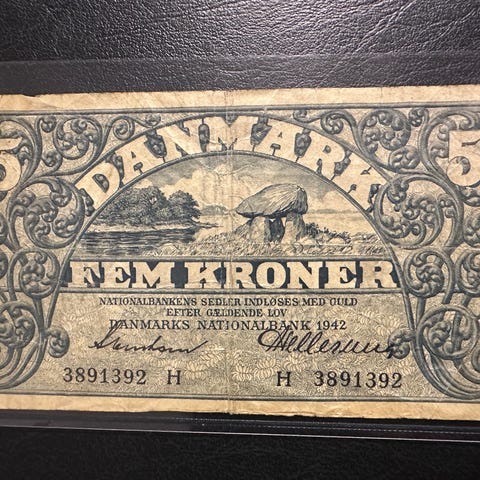 5 DANMARK 5
FEM KRONER
NATIONALBANKENS SEDLER INDLØSES MED GULD
EFTER GÆLDENDE LOV
DANMARKS NATIONALBANK 1942
3891392 H H 3891392